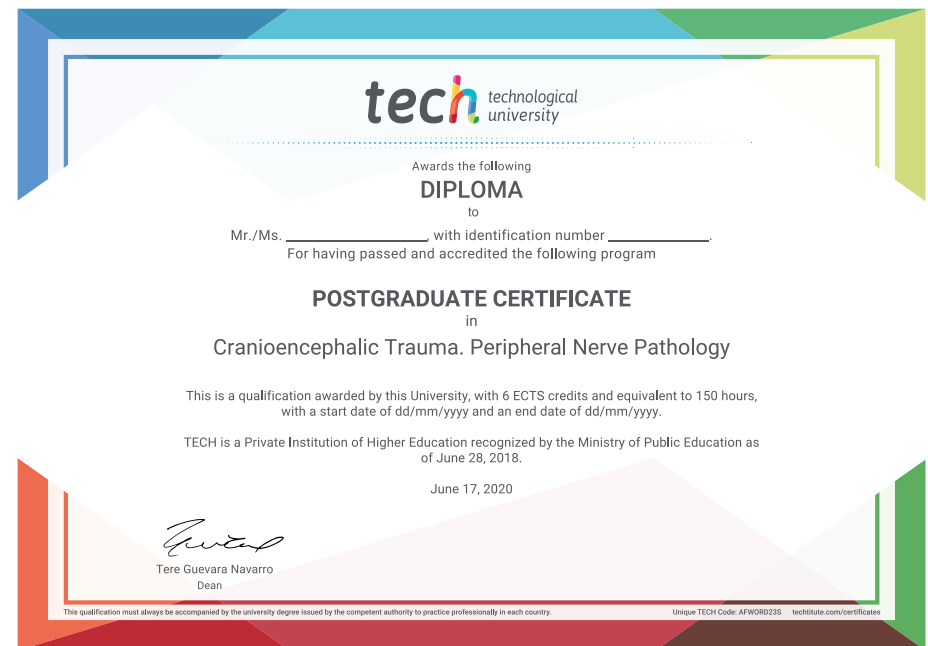 tech technological
university
Awards the following
DIPLOMA
to
Mr./Ms. ____________, with identification number ____________.
For having passed and accredited the following program
POSTGRADUATE CERTIFICATE
in
Cranioencephalic Trauma. Peripheral Nerve Pathology
This is a qualification awarded by this University, with 6 ECTS credits and equivalent to 150 hours,
with a start date of dd/mm/yyyy and an end date of dd/mm/yyyy.
TECH is a Private Institution of Higher Education recognized by the Ministry of Public Education as
of June 28, 2018.
June 17, 2020
Tere Guevara Navarro
Dean
This qualification must always be accompanied by the university degree issued by the competent authority to practice professionally in each country.
Unique TECH Code: AFWORD23S techtitute.com/certificates